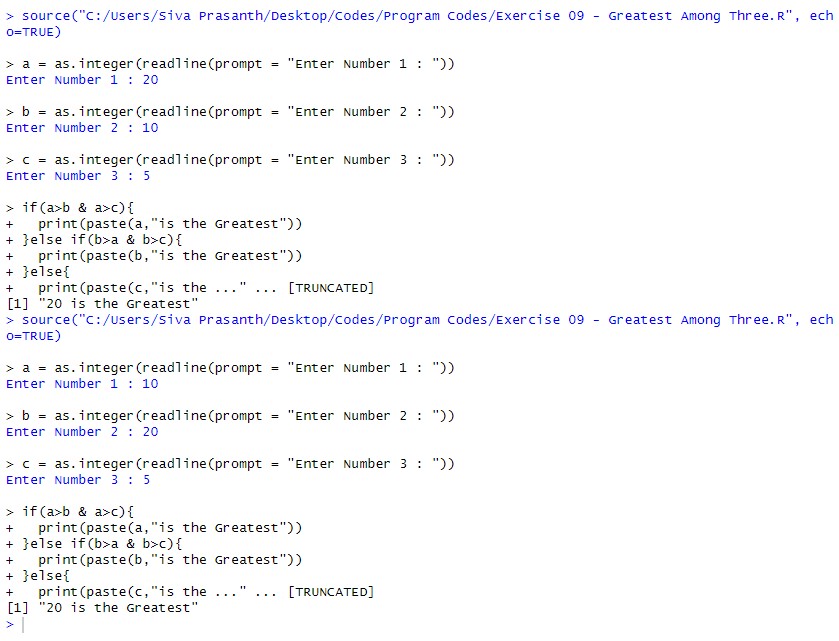 > source("C:/Users/Siva Prasanth/Desktop/Codes/Program Codes/Exercise 09 - Greatest Among Three.R", ech
o=TRUE)
> a = as.integer(readline(prompt = "Enter Number 1 : "))
Enter Number 1 : 20
> b = as.integer(readline(prompt = "Enter Number 2 : "))
Enter Number 2 : 10
> c = as.integer(readline(prompt = "Enter Number 3 : "))
Enter Number 3 : 5
> if(a>b & a>c){
+   print(paste(a,"is the Greatest"))
+ }else if(b>a & b>c){
+   print(paste(b,"is the Greatest"))
+ }else{
+   print(paste(c,"is the ..." ... [TRUNCATED]
[1] "20 is the Greatest"
> source("C:/Users/Siva Prasanth/Desktop/Codes/Program Codes/Exercise 09 - Greatest Among Three.R", ech
o=TRUE)
> a = as.integer(readline(prompt = "Enter Number 1 : "))
Enter Number 1 : 10
> b = as.integer(readline(prompt = "Enter Number 2 : "))
Enter Number 2 : 20
> c = as.integer(readline(prompt = "Enter Number 3 : "))
Enter Number 3 : 5
> if(a>b & a>c){
+   print(paste(a,"is the Greatest"))
+ }else if(b>a & b>c){
+   print(paste(b,"is the Greatest"))
+ }else{
+   print(paste(c,"is the ..." ... [TRUNCATED]
[1] "20 is the Greatest"
>